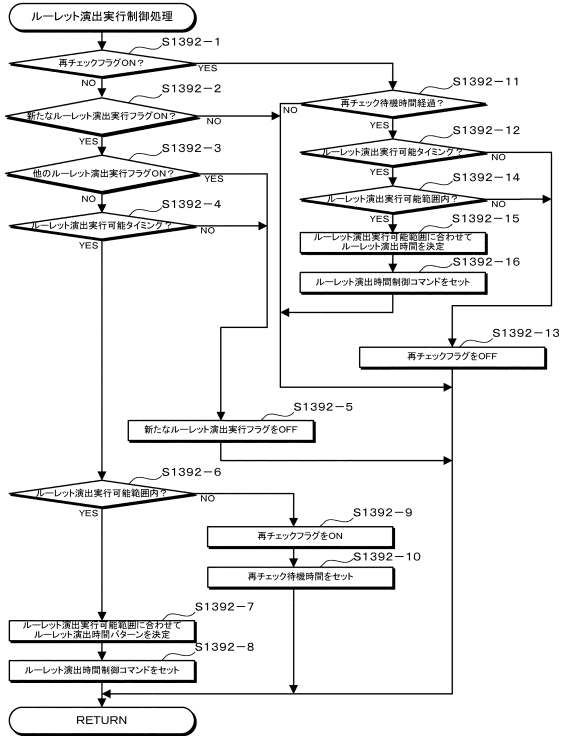 ルーレット演出実行制御処理
S1392-1
再チェックフラグON?
YES
NO
S1392-2
新たなルーレット演出実行フラグON?
NO
YES
S1392-3
他のルーレット演出実行フラグON?
YES
NO
S1392-4
ルーレット演出実行可能タイミング?
NO
YES
S1392-11
再チェック待機時間経過?
NO
YES
S1392-12
ルーレット演出実行可能タイミング?
NO
YES
S1392-14
ルーレット演出実行可能範囲内?
NO
YES
S1392-15
ルーレット演出実行可能範囲に合わせて
ルーレット演出時間を決定
S1392-16
ルーレット演出時間制御コマンドをセット
S1392-13
再チェックフラグをOFF
S1392-5
新たなルーレット演出実行フラグをOFF
S1392-6
ルーレット演出実行可能範囲内?
NO
YES
S1392-9
再チェックフラグをON
S1392-10
再チェック待機時間をセット
S1392-7
ルーレット演出実行可能範囲に合わせて
ルーレット演出時間パターンを決定
S1392-8
ルーレット演出時間制御コマンドをセット
RETURN